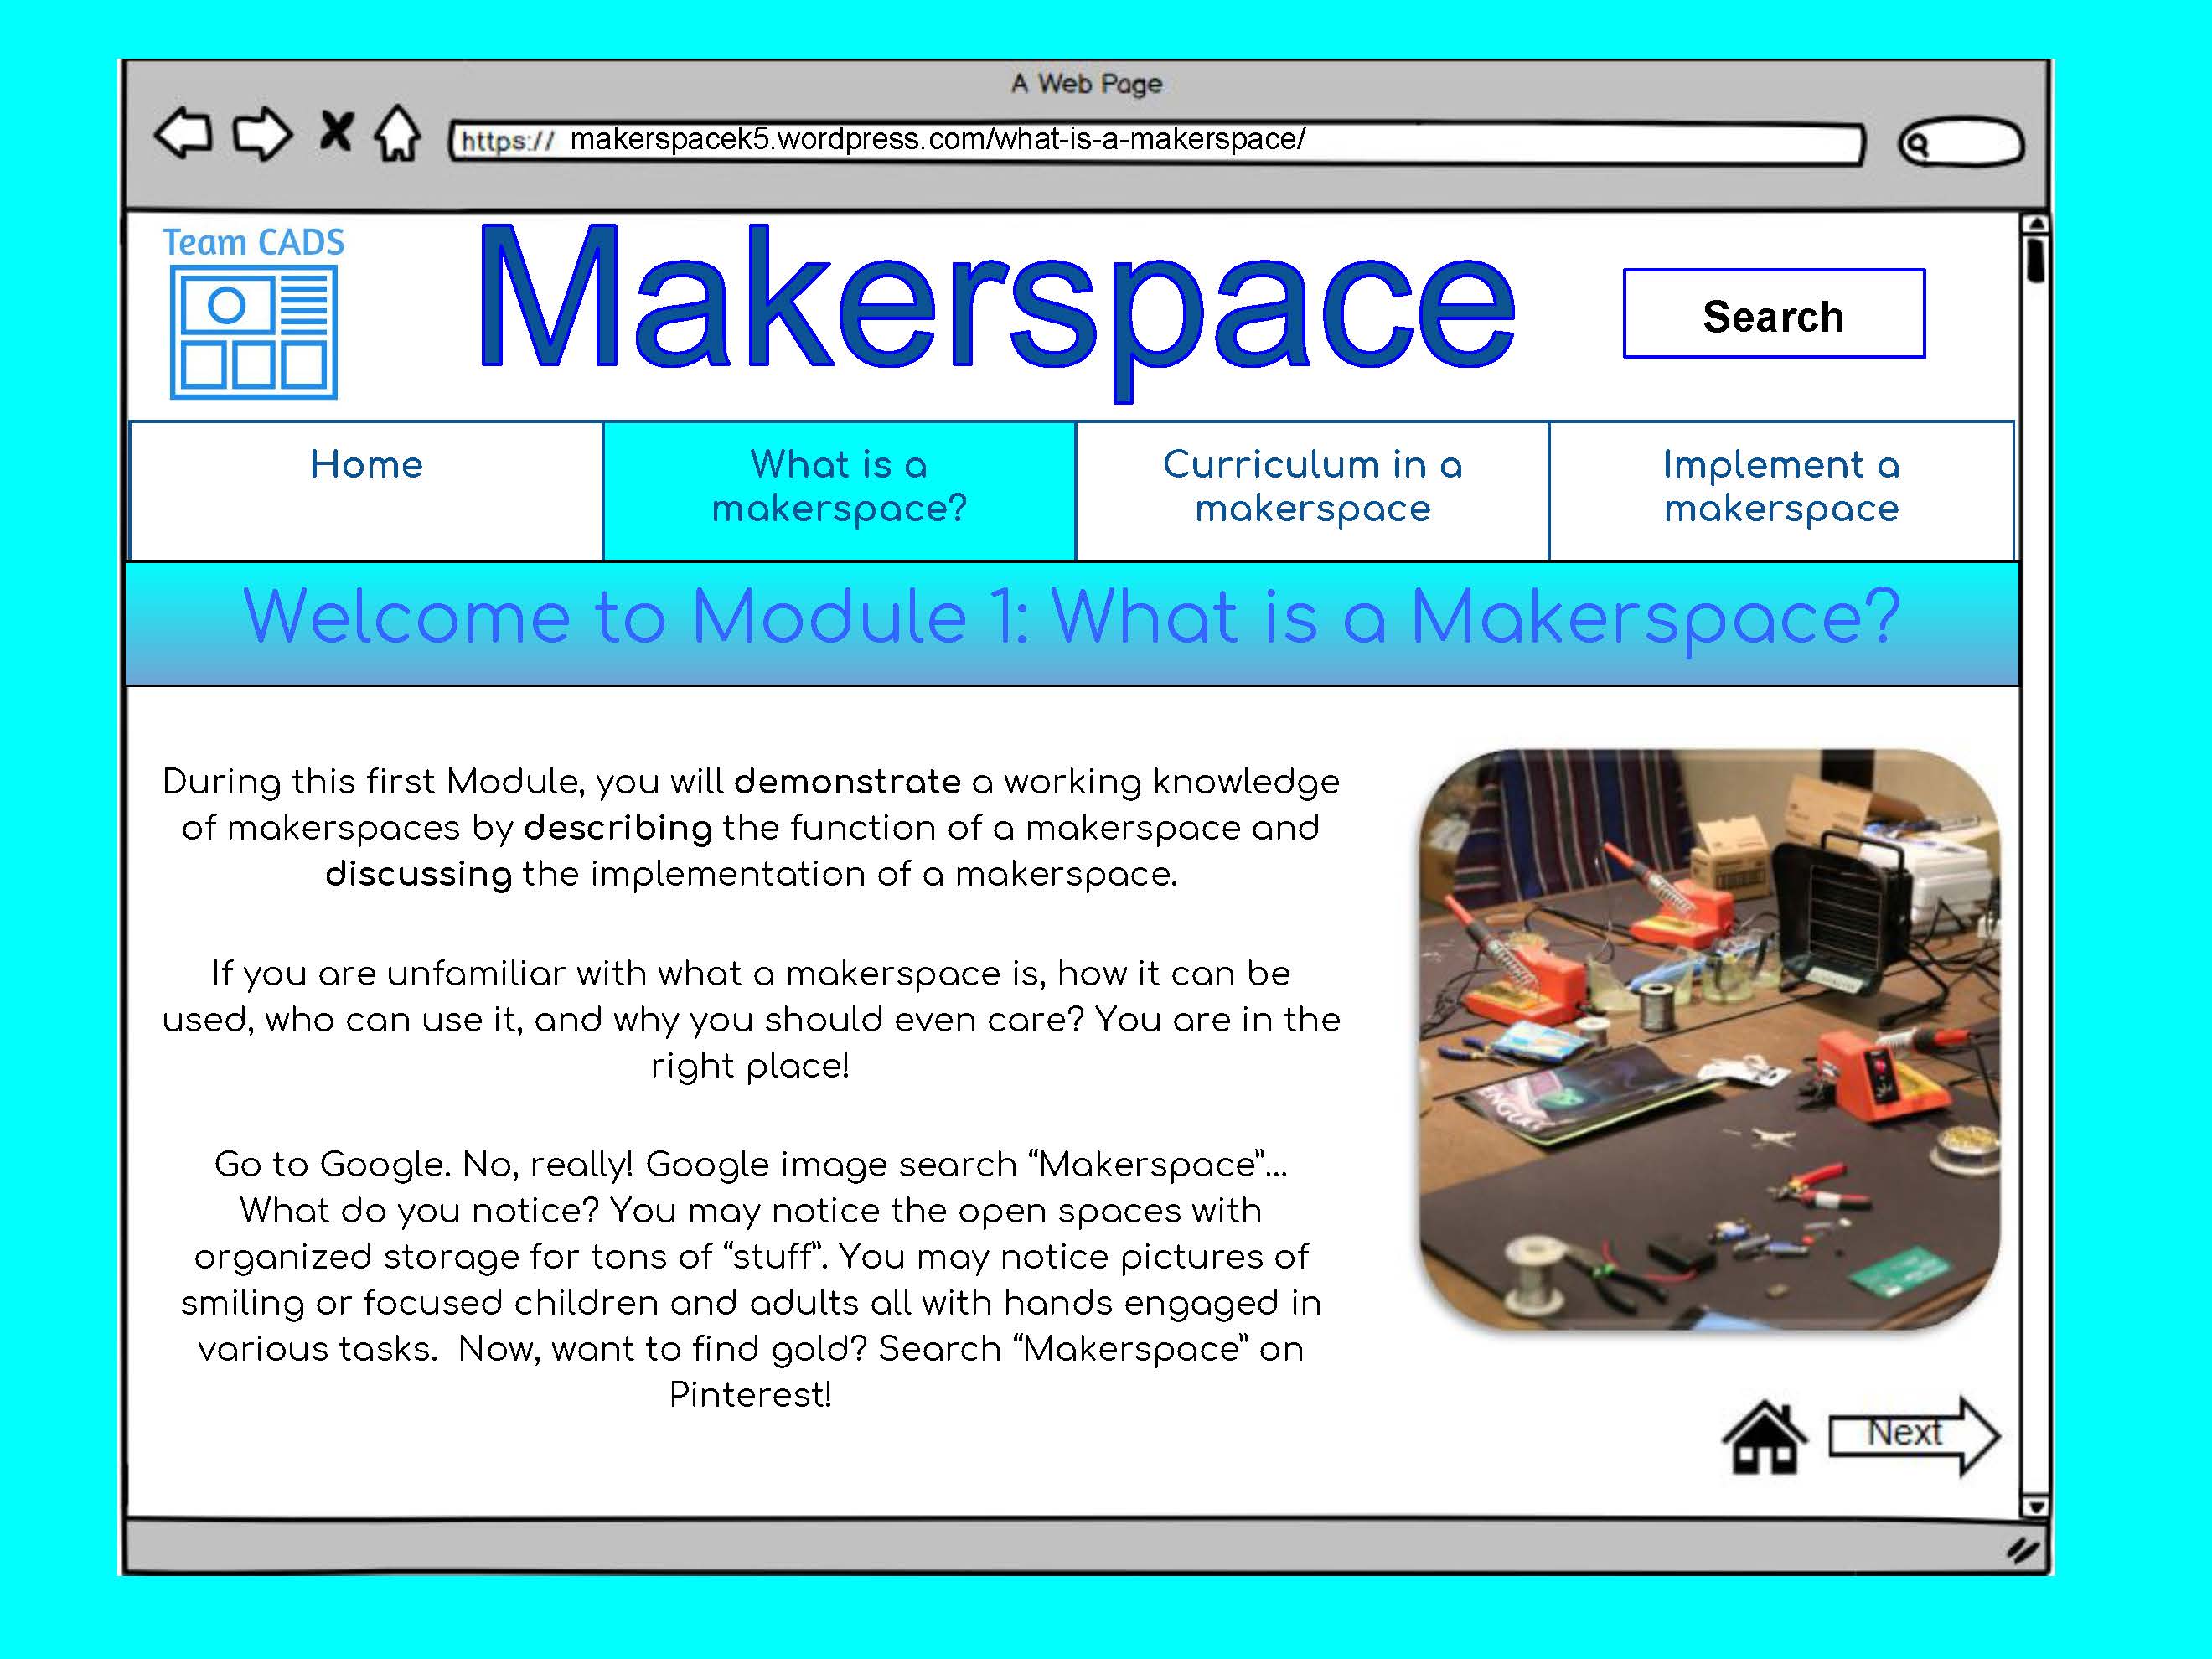 A Web Page
https:// makerspacek5.wordpress.com/what-is-a-makerspace/
Team CADS
Makerspace
Search
Home
What is a
makerspace?
Curriculum in a
makerspace
Implement a
makerspace
Welcome to Module 1: What is a Makerspace?
During this first Module, you will demonstrate a working knowledge
of makerspaces by describing the function of a makerspace and
discussing the implementation of a makerspace.
If you are unfamiliar with what a makerspace is, how it can be
used, who can use it, and why you should even care? You are in the
right place!
Go to Google. No, really! Google image search “Makerspace”...
What do you notice? You may notice the open spaces with
organized storage for tons of “stuff”. You may notice pictures of
smiling or focused children and adults all with hands engaged in
various tasks.  Now, want to find gold? Search “Makerspace” on
Pinterest!
Next